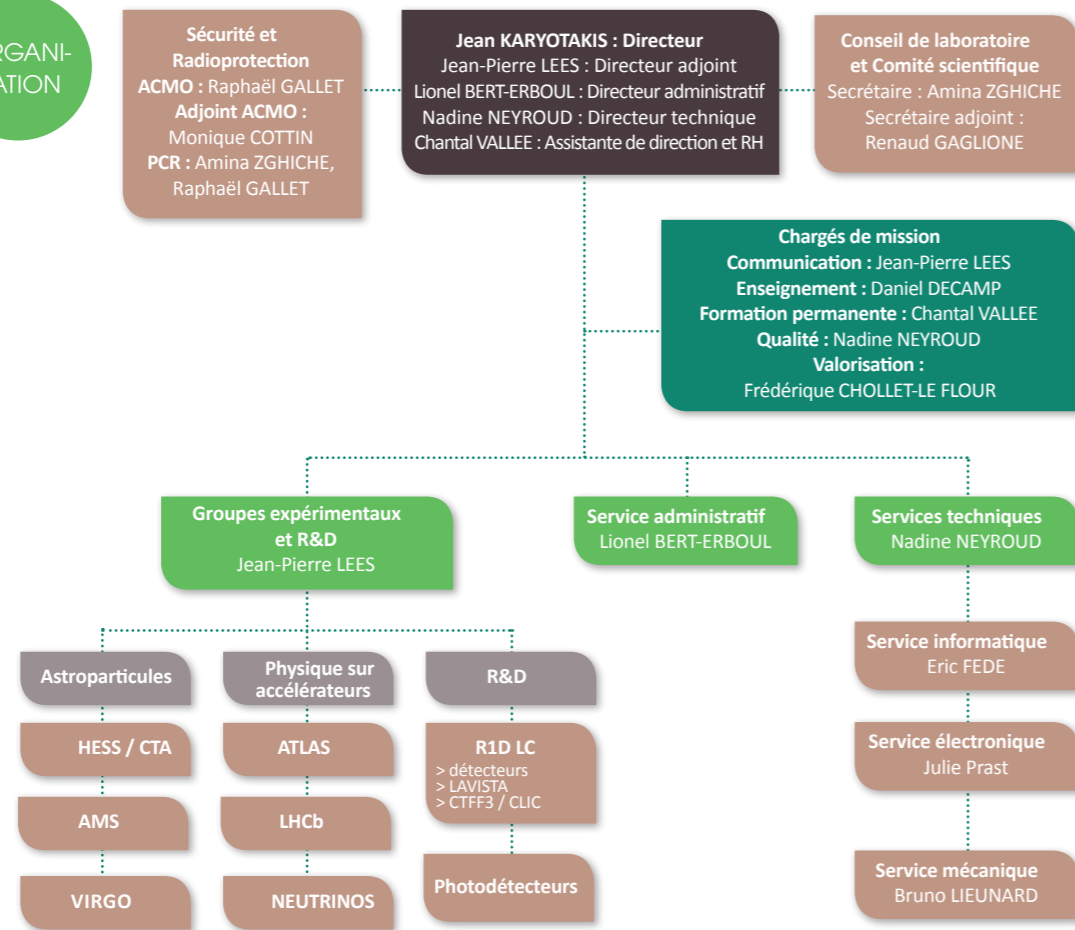 RGANI-
ATION
Sécurité et
Radioprotection
ACMO : Raphaël GALLET
Adjoint ACMO :
Monique COTTIN
PCR : Amina ZGHICHE,
Raphaël GALLET
Jean KARYOTAKIS : Directeur
Jean-Pierre LEES : Directeur adjoint
Lionel BERT-ERBOUL : Directeur administratif
Nadine NEYROUD : Directeur technique
Chantal VALLEE : Assistante de direction et RH
Conseil de laboratoire
et Comité scientifique
Secrétaire : Amina ZGHICHE
Secrétaire adjoint :
Renaud GAGLIONE
Chargés de mission
Communication : Jean-Pierre LEES
Enseignement : Daniel DECAMP
Formation permanente : Chantal VALLEE
Qualité : Nadine NEYROUD
Valorisation :
Frédérique CHOLLET-LE FLOUR
Groupes expérimentaux
et R&D
Jean-Pierre LEES
Service administratif
Lionel BERT-ERBOUL
Services techniques
Nadine NEYROUD
Astroparticules
HESS / CTA
AMS
VIRGO
Physique sur
accélérateurs
ATLAS
LHCb
NEUTRINOS
R&D
R1D LC
> détecteurs
> LAVISTA
> CTFF3 / CLIC
Photodétecteurs
Service informatique
Eric FEDE
Service électronique
Julie Prast
Service mécanique
Bruno LIEUNARD